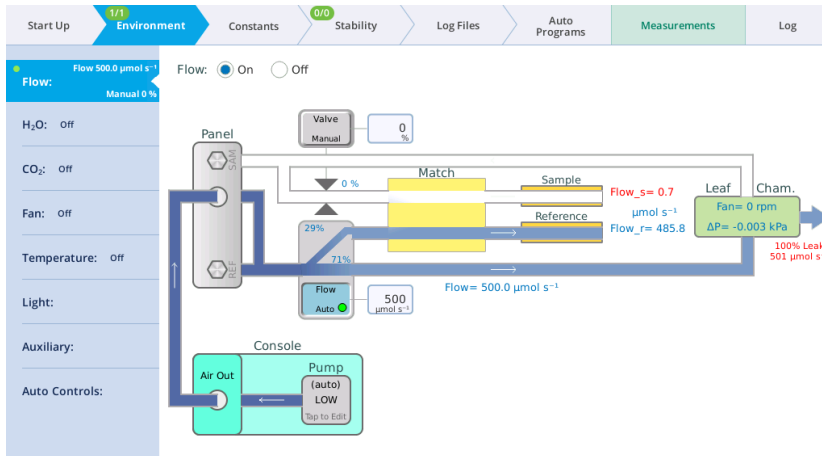 1/1
0/0
Start Up
Environment
Constants
Stability
Log Files
Auto
Programs
Measurements
Log
Flow 500.0 µmol s⁻¹
Flow:
Manual 0 %
H₂O: Off
CO₂: Off
Fan: Off
Temperature: Off
Light:
Auxiliary:
Auto Controls:
Flow: On Off
Valve
Manual
0
%
Panel
SAM
REF
0 %
Match
Sample
Reference
Flow_s= 0.7
µmol s⁻¹
Flow_r= 485.8
Leaf Cham.
Fan= 0 rpm
ΔP= -0.003 kPa
100% Leak
501 µmol s
29%
71%
Flow
Auto
500
µmol s⁻¹
Flow= 500.0 µmol s⁻¹
Console
Air Out
Pump
(auto)
LOW
Tap to Edit